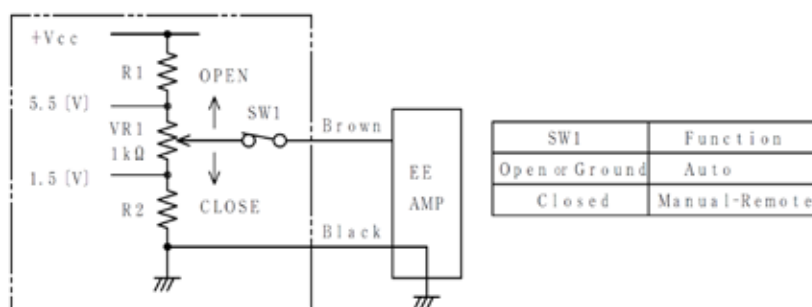 +Vcc
R1
OPEN
5.5 (V)
SW1
VR1
Brown
1kΩ
1.5 (V)
R2
CLOSE
Black
EE
AMP
SW1 Function
Open or Ground Auto
Closed Manual-Remote